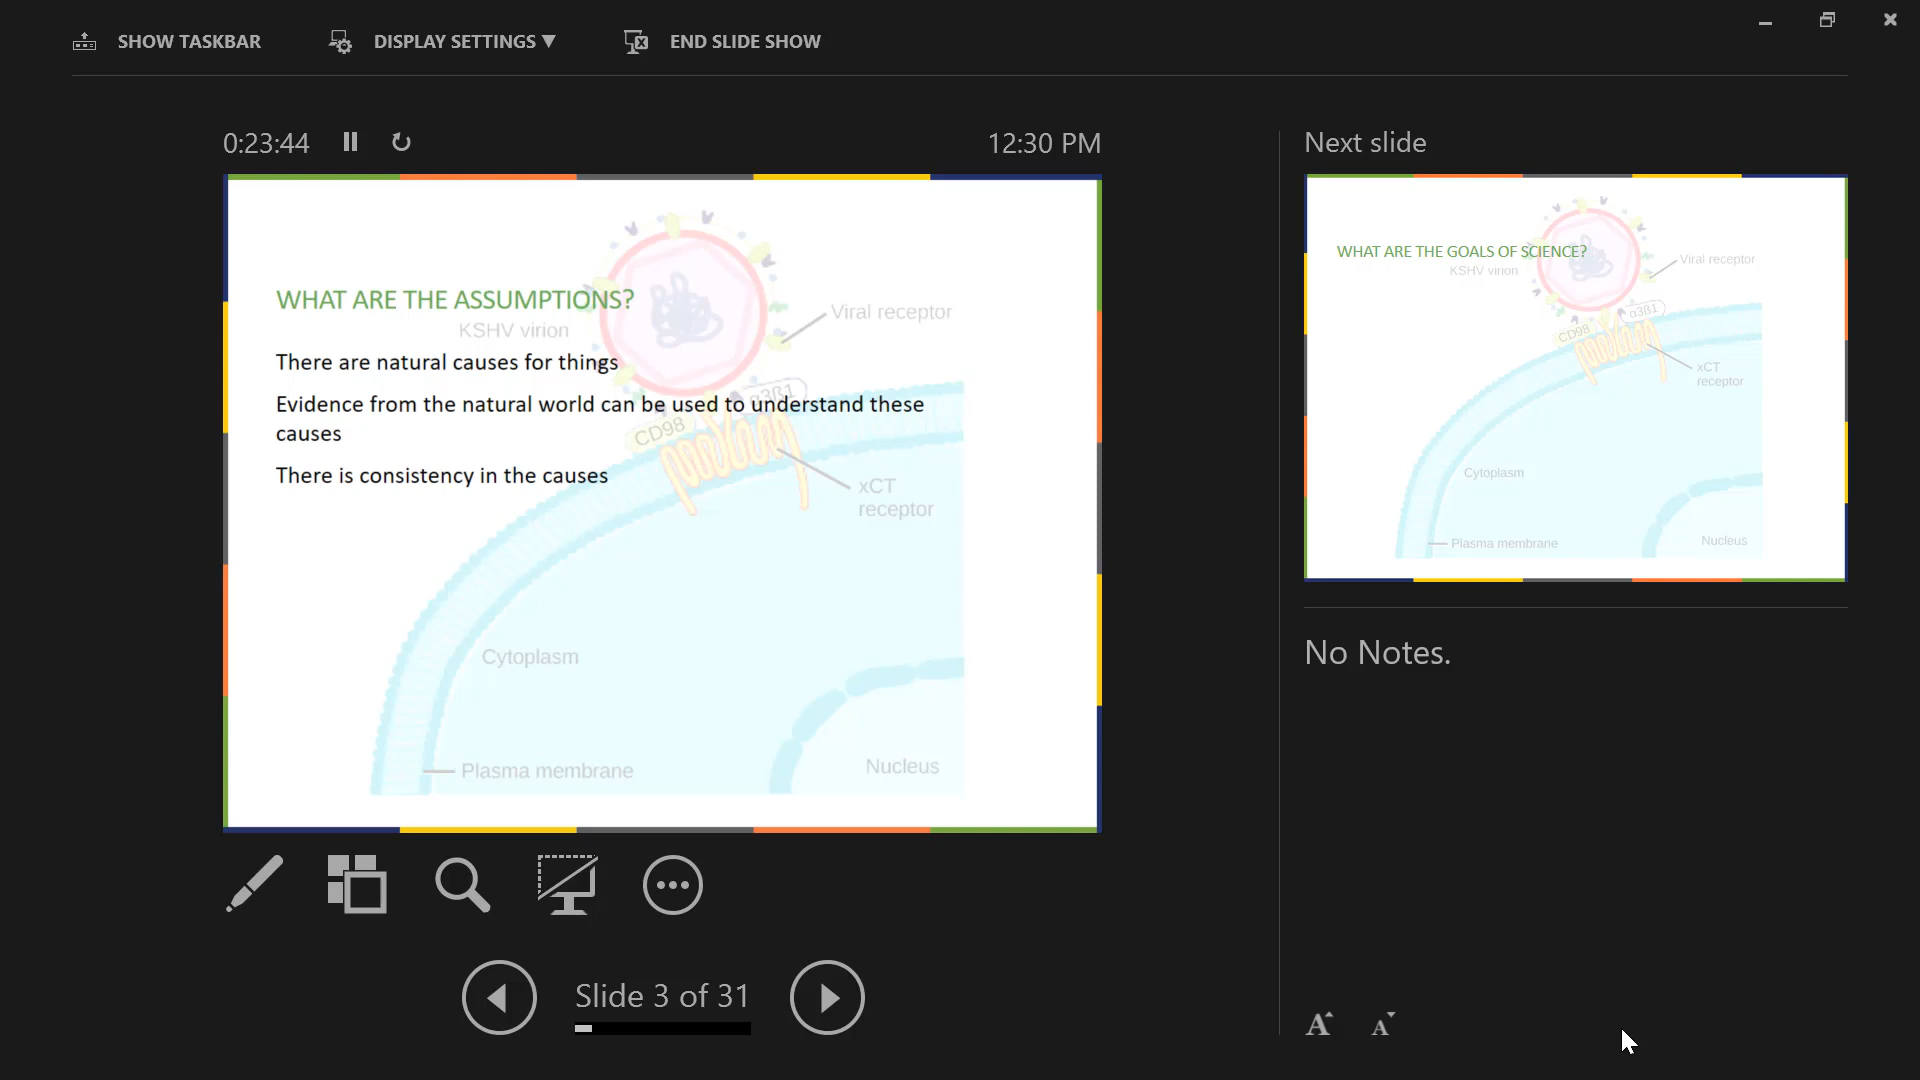 SHOW TASKBAR
DISPLAY SETTINGS ▼
END SLIDE SHOW
0:23:44
12:30 PM
WHAT ARE THE ASSUMPTIONS?
KSHV virion
Viral receptor
There are natural causes for things
α3ß1
Evidence from the natural world can be used to understand these
causes
CD98
There is consistency in the causes
xCT
receptor
Cytoplasm
Plasma membrane
Nucleus
Slide 3 of 31
Next slide
WHAT ARE THE GOALS OF SCIENCE?
KSHV virion
Viral receptor
α3ß1
CD98
xCT
receptor
Cytoplasm
Plasma membrane
Nucleus
No Notes.
A
A